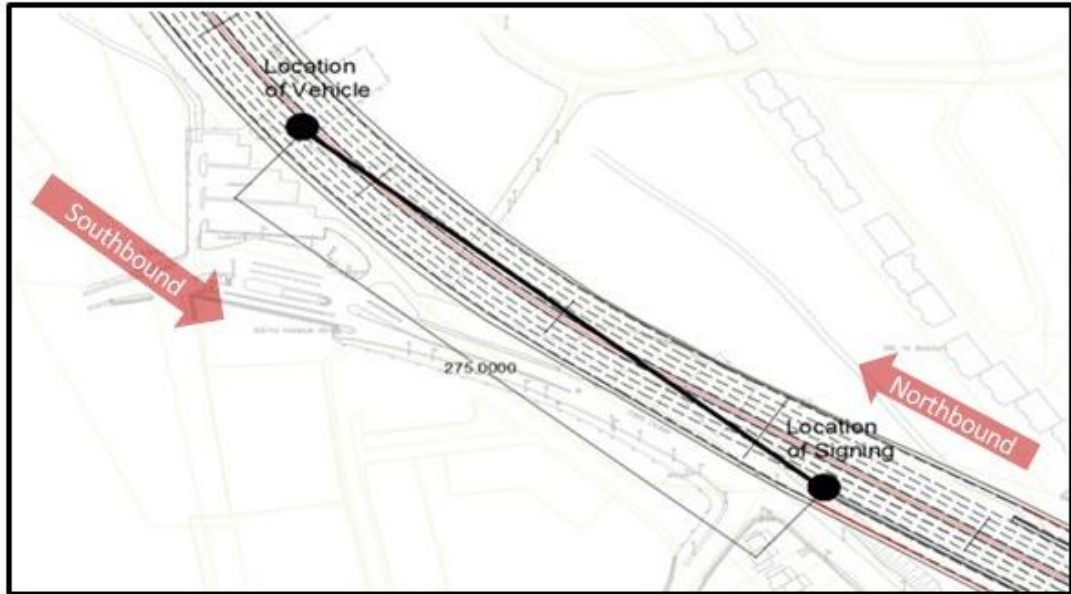 Location
of Vehicle
Southbound
275.0000
Northbound
Location
of Signing